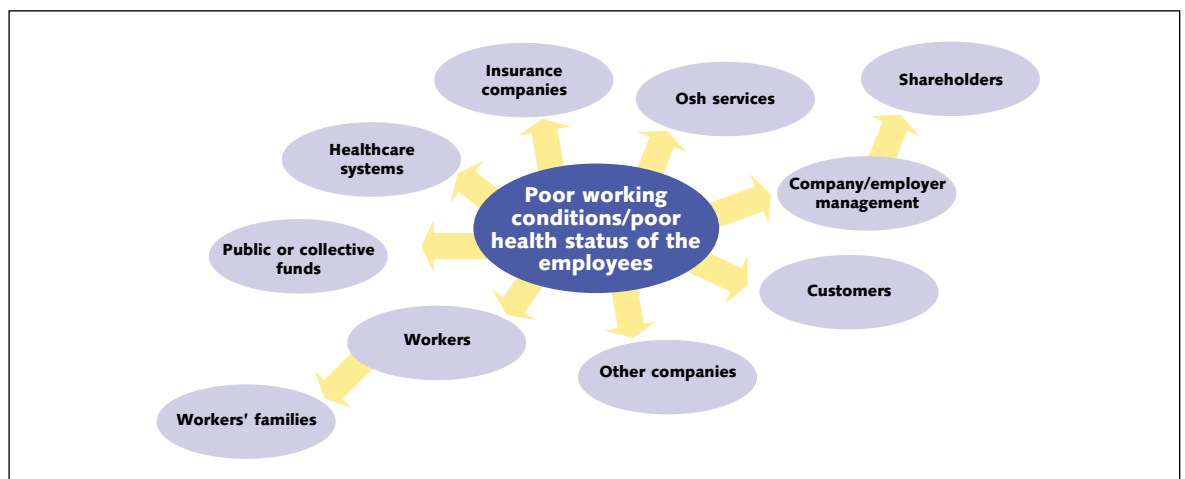 Insurance
companies
Osh services
Shareholders
Healthcare
systems
Company/employer
management
Poor working
conditions/poor
health status of the
employees
Public or collective
funds
Customers
Workers
Other companies
Workers' families